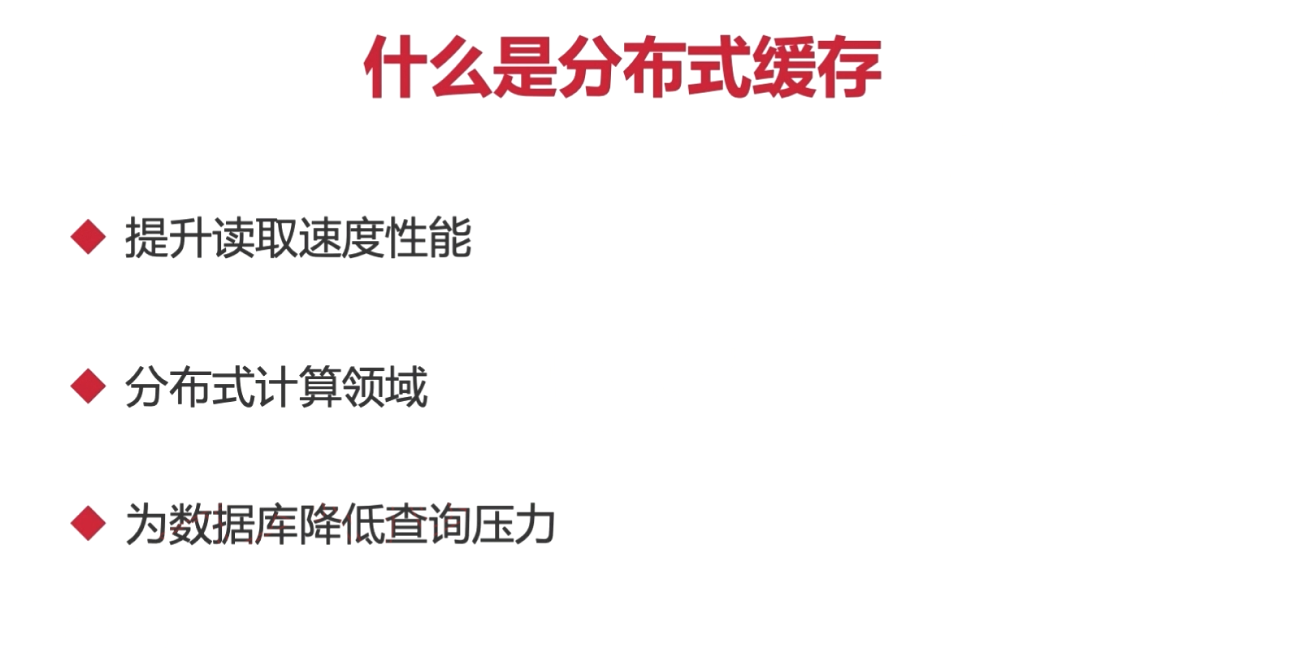 什么是分布式缓存
提升读取速度性能
分布式计算领域
为数据库降低查询压力